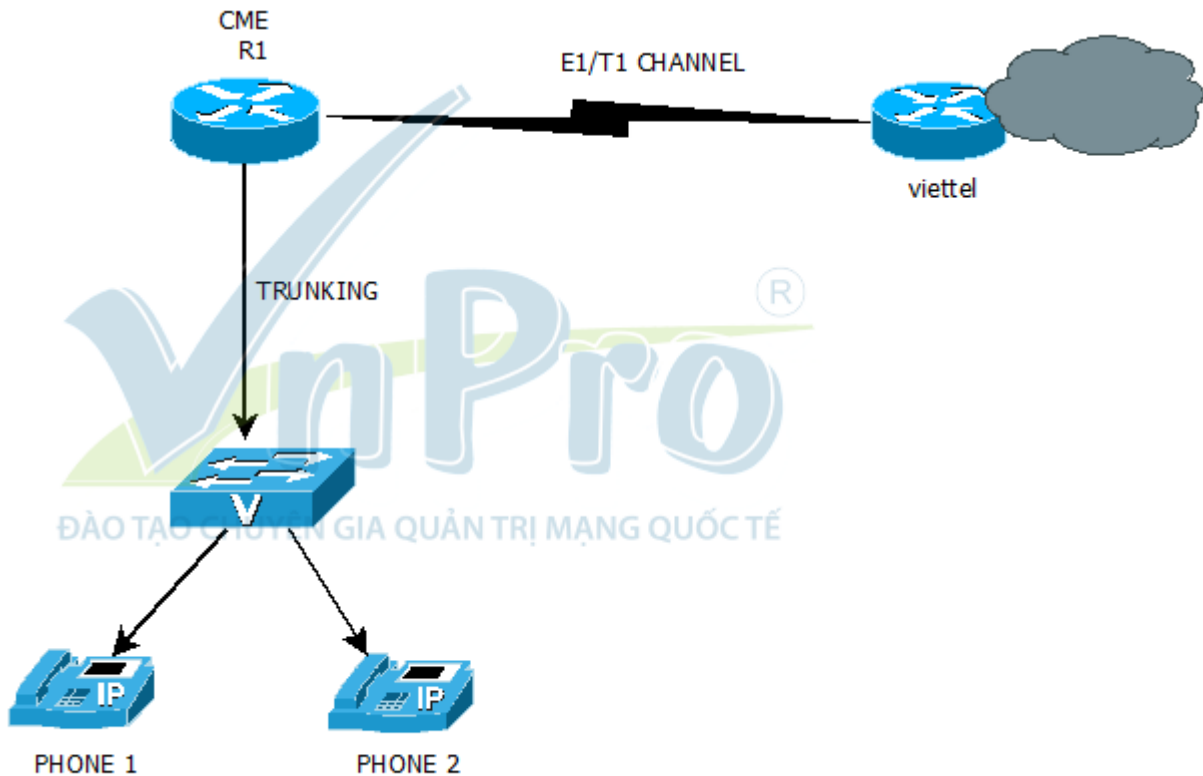 CME
R1
E1/T1 CHANNEL
viettel
TRUNKING
VnPro
®
V
ĐÀO TẠO CHUYÊN GIA QUẢN TRỊ MẠNG QUỐC TẾ
IP
IP
PHONE 1
PHONE 2